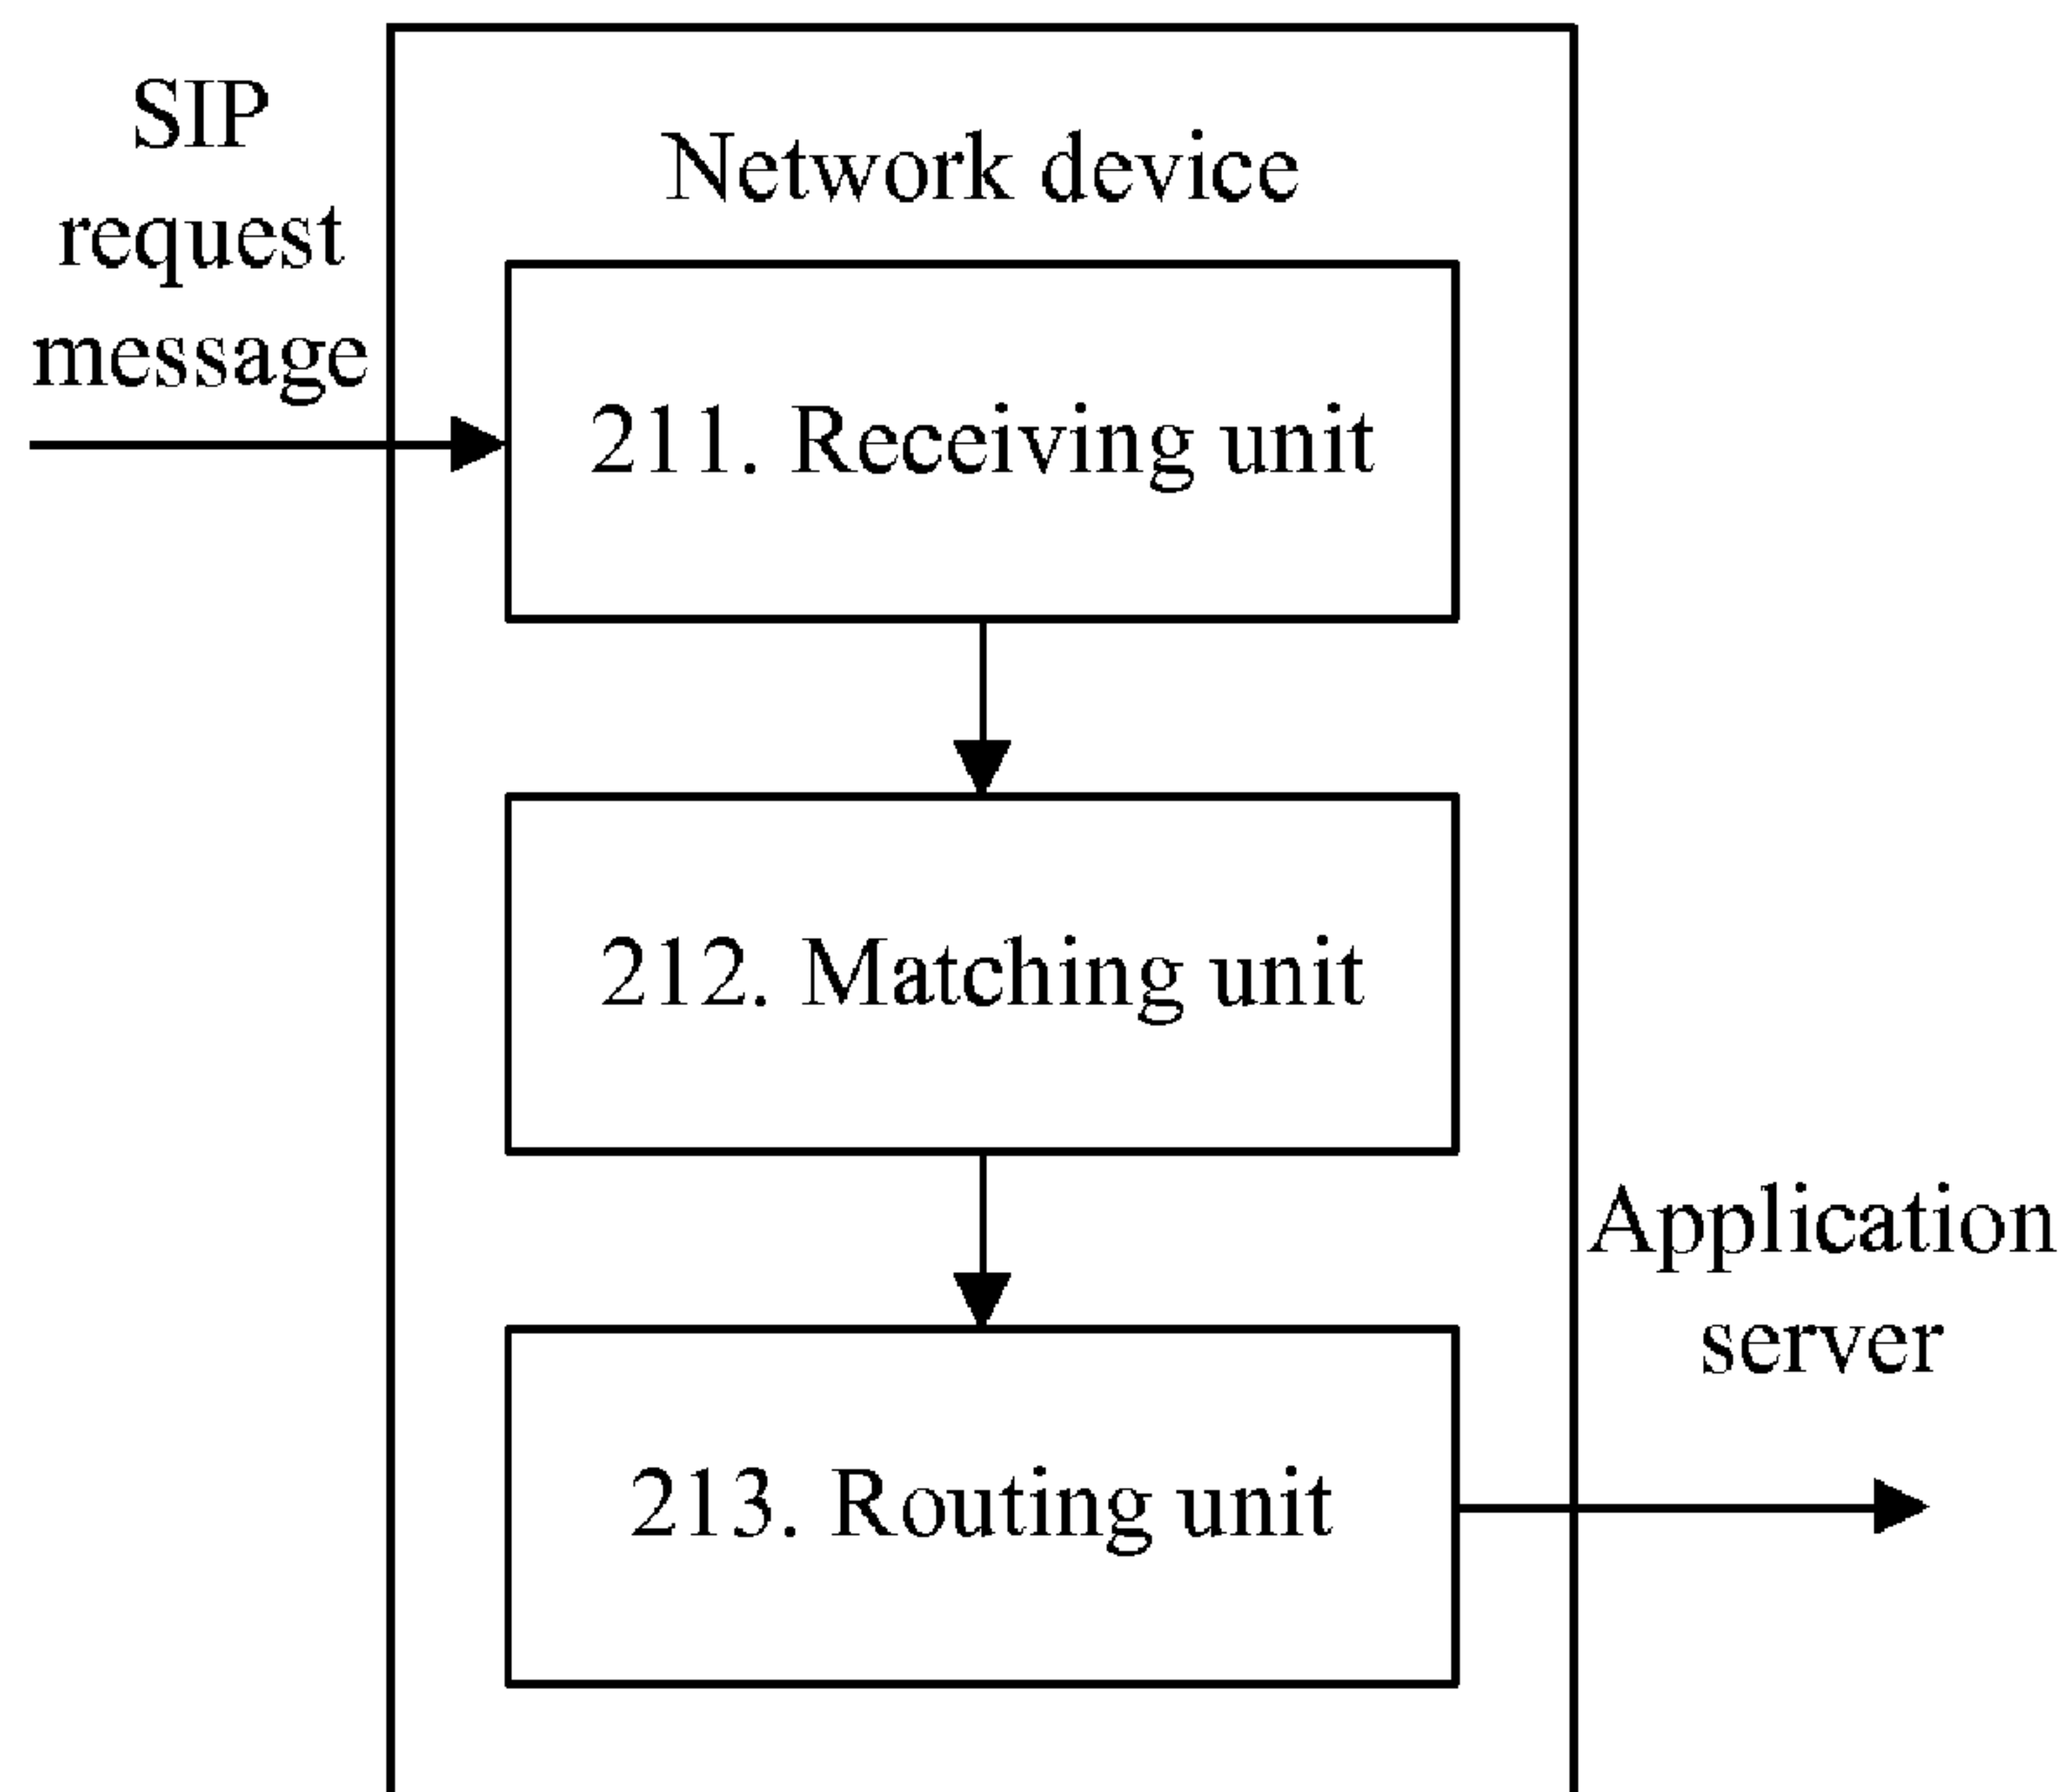 SIP
request
message
Network device
211. Receiving unit
212. Matching unit
Application
server
213. Routing unit